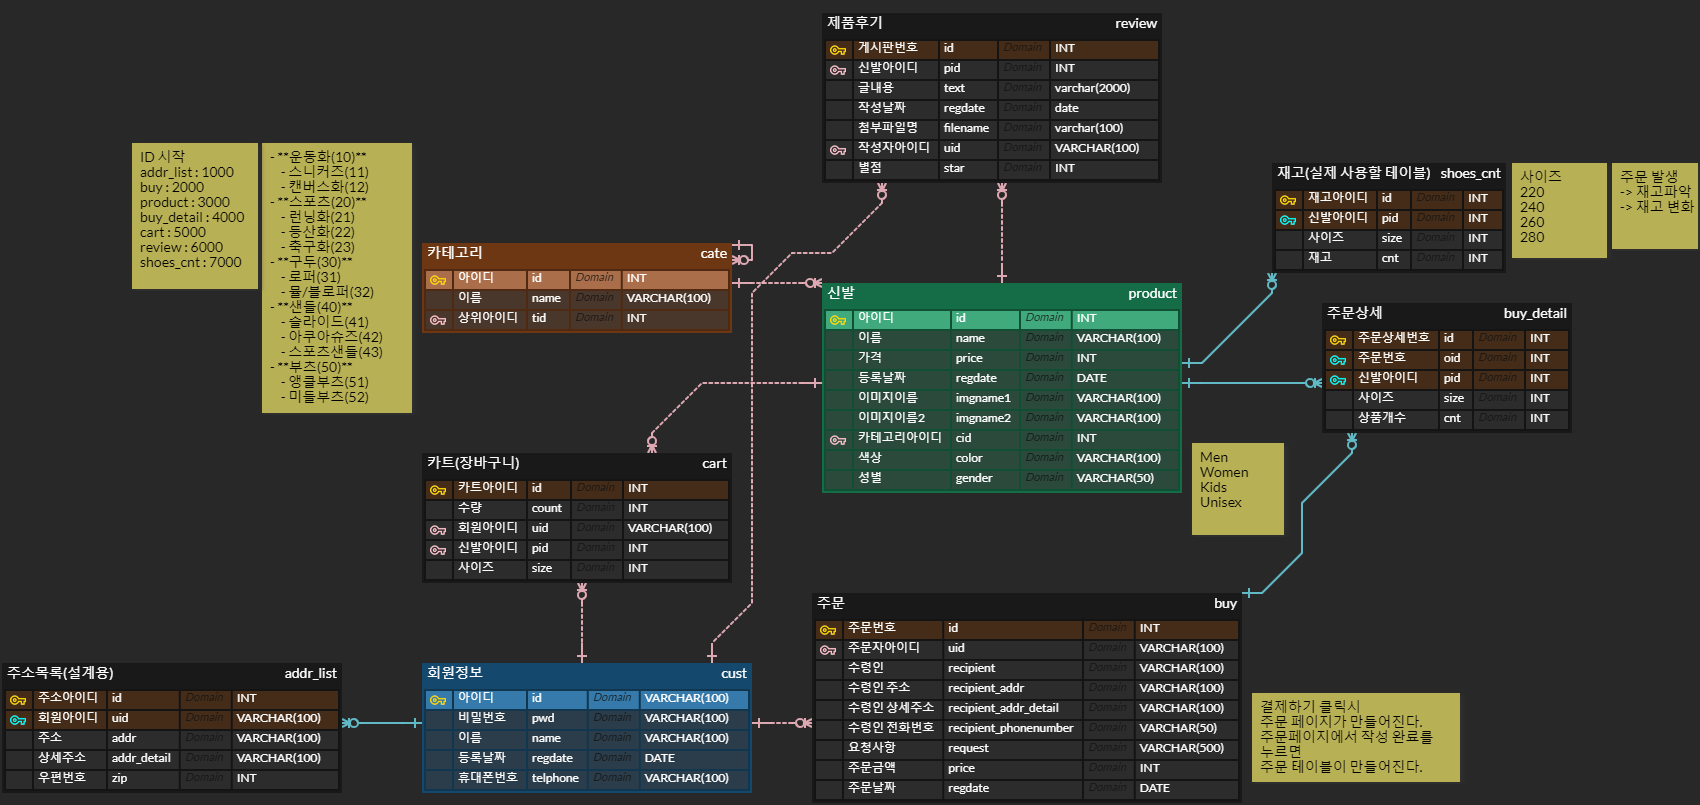 제품후기 review
게시판번호 id Domain INT
신발아이디 pid Domain INT
글내용 text Domain varchar(2000)
작성날짜 regdate Domain date
첨부파일명 filename Domain varchar(100)
작성자아이디 uid Domain VARCHAR(100)
별점 star Domain INT
ID 시작
addr_list : 1000
buy : 2000
product : 3000
buy_detail : 4000
cart : 5000
review : 6000
shoes_cnt : 7000
- **운동화(10)**
- 스니커즈(11)
- 캔버스화(12)
- **스포츠(20)**
- 런닝화(21)
- 등산화(22)
- 축구화(23)
- **구두(30)**
- 로퍼(31)
- 뮬/블로퍼(32)
- **샌들(40)**
- 슬라이드(41)
- 아쿠아슈즈(42)
- 스포츠샌들(43)
- **부츠(50)**
- 앵클부츠(51)
- 미들부츠(52)
카테고리 cate
아이디 id Domain INT
이름 name Domain VARCHAR(100)
상위아이디 tid Domain INT
재고(실제 사용할 테이블) shoes_cnt
재고아이디 id Domain INT
신발아이디 pid Domain INT
사이즈 size Domain INT
재고 cnt Domain INT
사이즈
220
240
260
280
주문 발생
-> 재고파악
-> 재고 변화
신발 product
아이디 id Domain INT
이름 name Domain VARCHAR(100)
가격 price Domain INT
등록날짜 regdate Domain DATE
이미지이름 imgname1 Domain VARCHAR(100)
이미지이름2 imgname2 Domain VARCHAR(100)
카테고리아이디 cid Domain INT
색상 color Domain VARCHAR(100)
성별 gender Domain VARCHAR(50)
주문상세 buy_detail
주문상세번호 id Domain INT
주문번호 oid Domain INT
신발아이디 pid Domain INT
사이즈 size Domain INT
상품개수 cnt Domain INT
Men
Women
Kids
Unisex
카트(장바구니) cart
카트아이디 id Domain INT
수량 count Domain INT
회원아이디 uid Domain VARCHAR(100)
신발아이디 pid Domain INT
사이즈 size Domain INT
주문 buy
주문번호 id Domain INT
주문자아이디 uid Domain VARCHAR(100)
수령인 recipient Domain VARCHAR(100)
수령인 주소 recipient_addr Domain VARCHAR(100)
수령인 상세주소 recipient_addr_detail Domain VARCHAR(100)
수령인 전화번호 recipient_phonenumber Domain VARCHAR(50)
요청사항 request Domain VARCHAR(500)
주문금액 price Domain INT
주문날짜 regdate Domain DATE
주소목록(설계용) addr_list
주소아이디 id Domain INT
회원아이디 uid Domain VARCHAR(100)
주소 addr Domain VARCHAR(100)
상세주소 addr_detail Domain VARCHAR(100)
우편번호 zip Domain INT
회원정보 cust
아이디 id Domain VARCHAR(100)
비밀번호 pwd Domain VARCHAR(100)
이름 name Domain VARCHAR(100)
등록날짜 regdate Domain DATE
휴대폰번호 telphone Domain VARCHAR(100)
결제하기 클릭시
주문 페이지가 만들어진다.
주문페이지에서 작성 완료를
누르면
주문 테이블이 만들어진다.